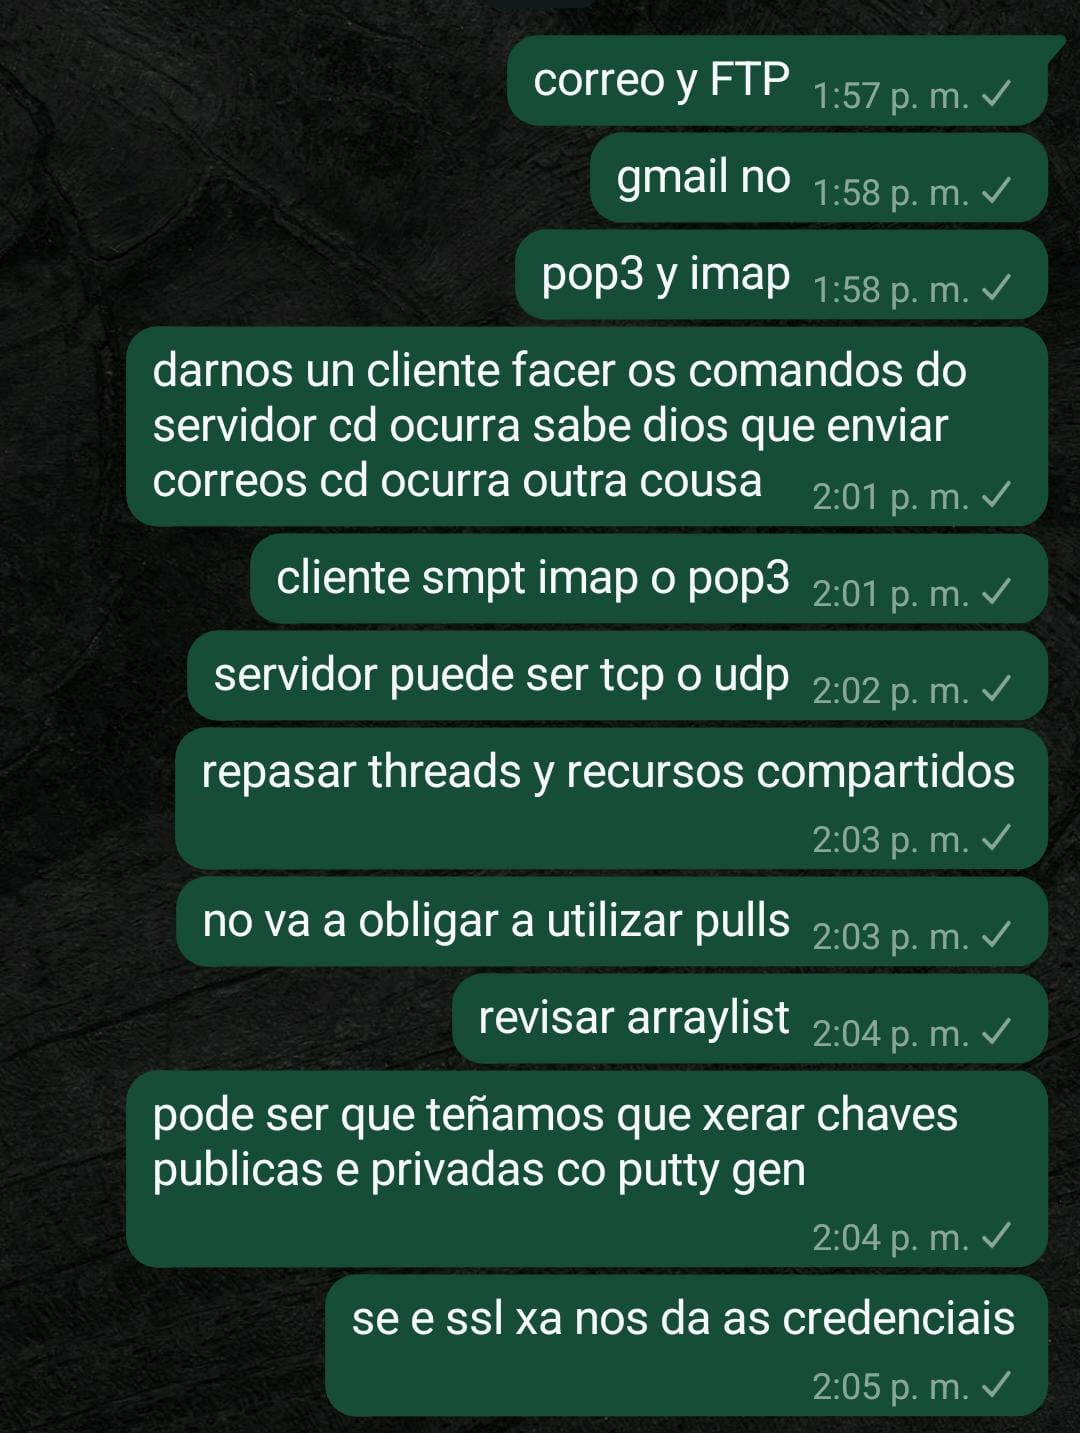 correo y FTP 1:57 p. m.
gmail no 1:58 p. m.
pop3 y imap 1:58 p. m.
darnos un cliente facer os comandos do
servidor cd ocurra sabe dios que enviar
correos cd ocurra outra cousa 2:01 p. m.
cliente smpt imap o pop3 2:01 p. m.
servidor puede ser tcp o udp 2:02 p. m.
repasar threads y recursos compartidos
2:03 p. m.
no va a obligar a utilizar pulls 2:03 p. m.
revisar arraylist 2:04 p. m.
pode ser que teñamos que xerar chaves
publicas e privadas co putty gen
2:04 p. m.
se e ssl xa nos da as credenciais
2:05 p. m.